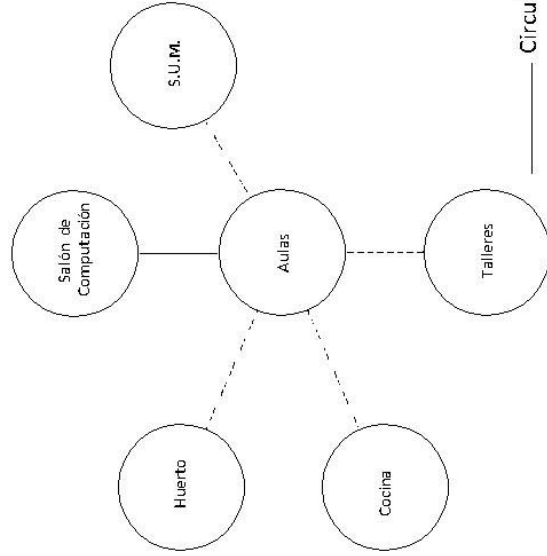 Salón de
Computación
S.U.M.
Aulas
Huerto
Cocina
Talleres
Circu